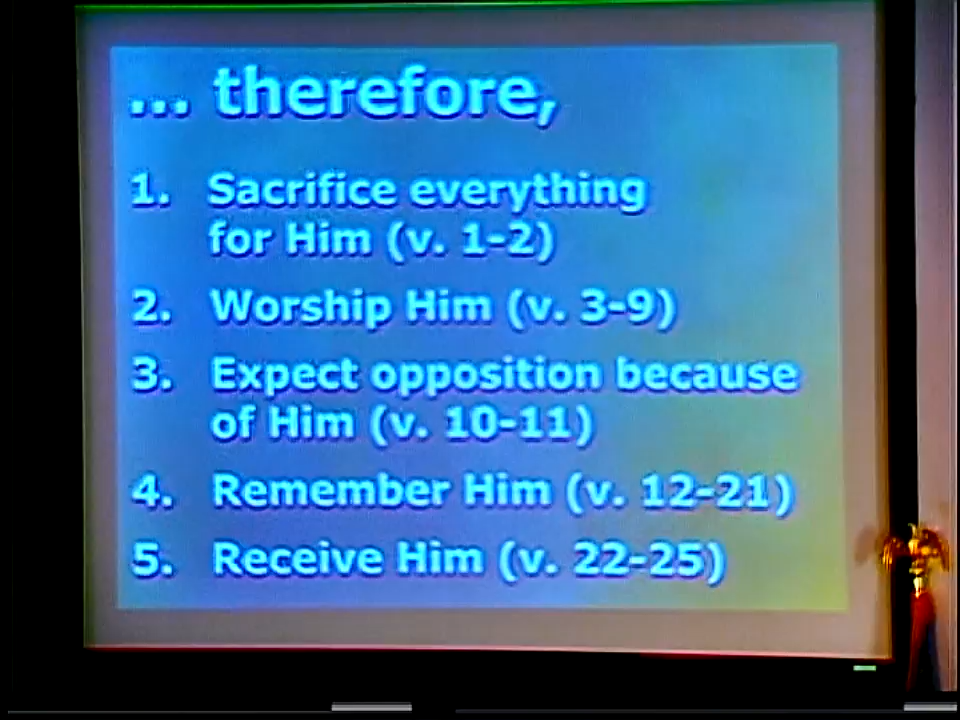 ... therefore,
1. Sacrifice everything
for Him (v. 1-2)
2. Worship Him (v. 3-9)
3. Expect opposition because
of Him (v. 10-11)
4. Remember Him (v. 12-21)
5. Receive Him (v. 22-25)